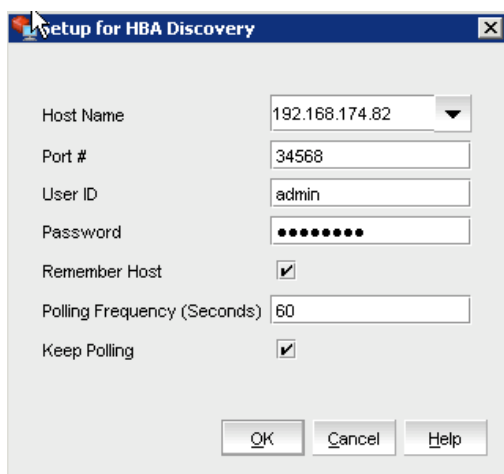 Setup for HBA Discovery
Host Name 192.168.174.82
Port # 34568
User ID admin
Password ●●●●●●●●
Remember Host
Polling Frequency (Seconds) 60
Keep Polling
OK Cancel Help